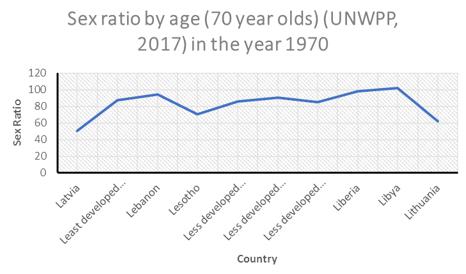 Sex ratio by age (70 year olds) (UNWPP,
2017) in the year 1970
120
100
80
60
40
20
0
Sex Ratio
Latvia
Least developed...
Lebanon
Lesotho
Less developed...
Less developed...
Less developed...
Liberia
Libya
Lithuania
Country